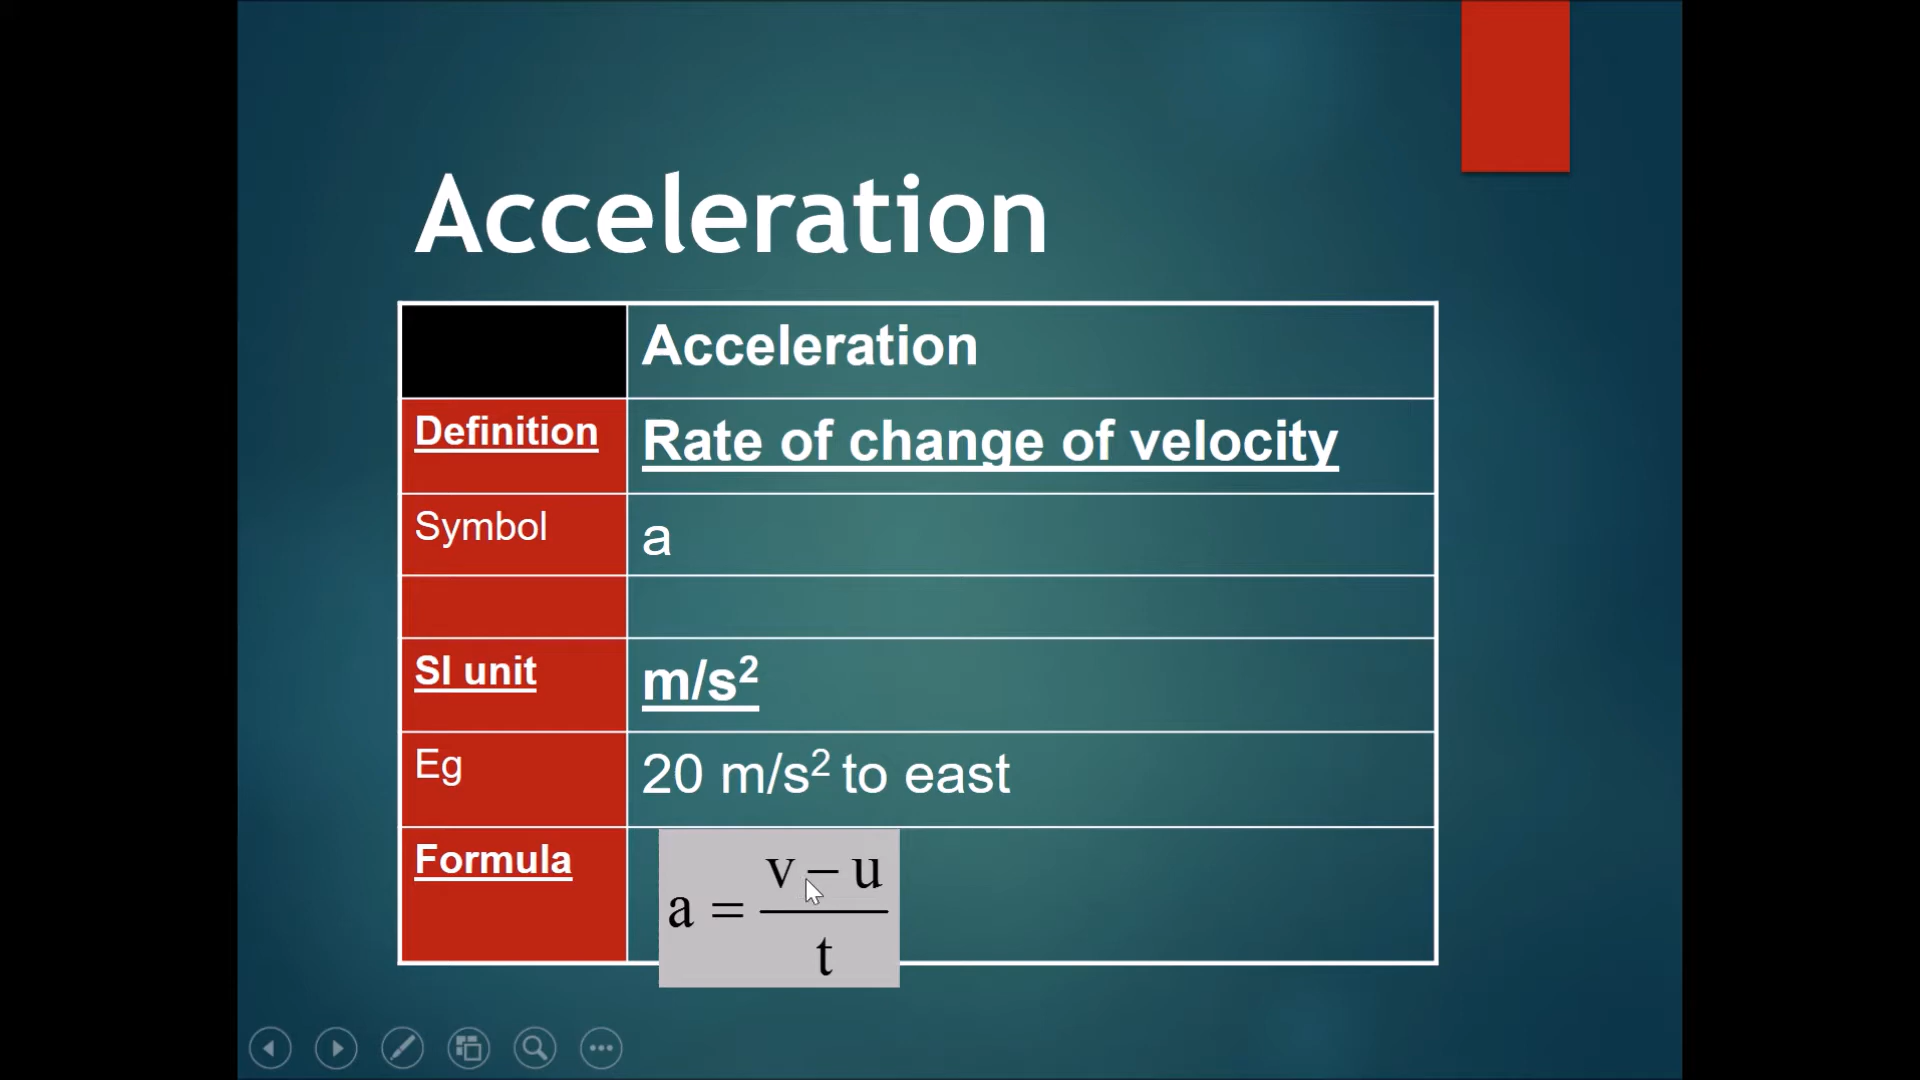 Acceleration
Acceleration
Definition
Rate of change of velocity
Symbol
a
SI unit
m/s²
Eg
20 m/s² to east
Formula
a = (v – u) / t